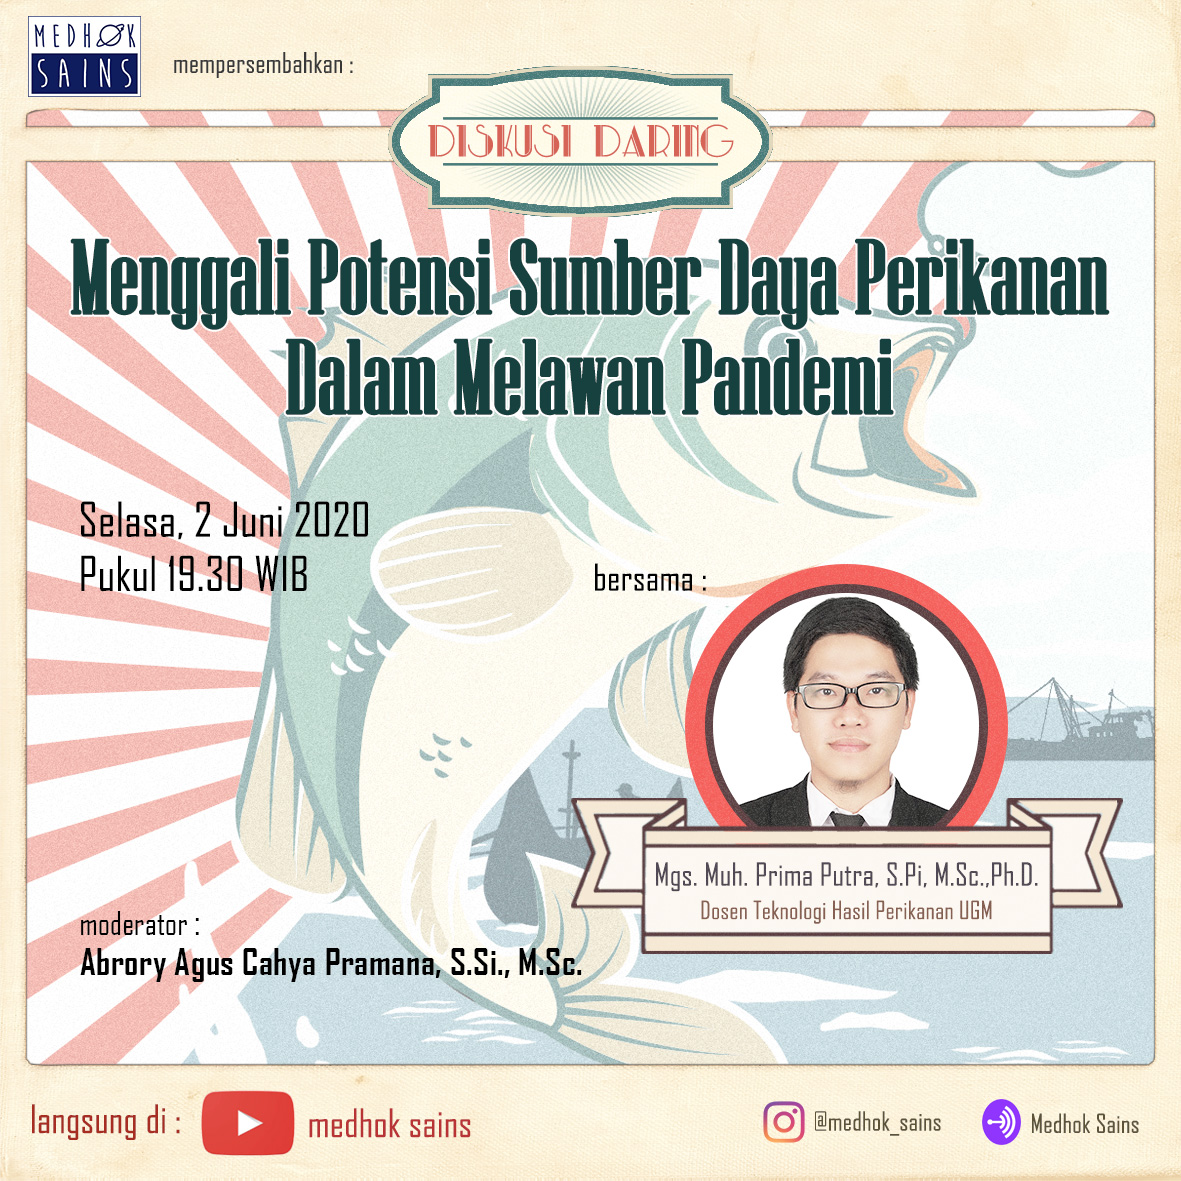 MEDHOK
SAINS
mempersembahkan :
DISKUSI DARING
Menggali Potensi Sumber Daya Perikanan
Dalam Melawan Pandemi
Selasa, 2 Juni 2020
Pukul 19.30 WIB
bersama :
Mgs. Muh. Prima Putra, S.Pi, M.Sc.,Ph.D.
Dosen Teknologi Hasil Perikanan UGM
moderator :
Abrory Agus Cahya Pramana, S.Si., M.Sc.
langsung di :
medhok sains
@medhok_sains
Medhok Sains